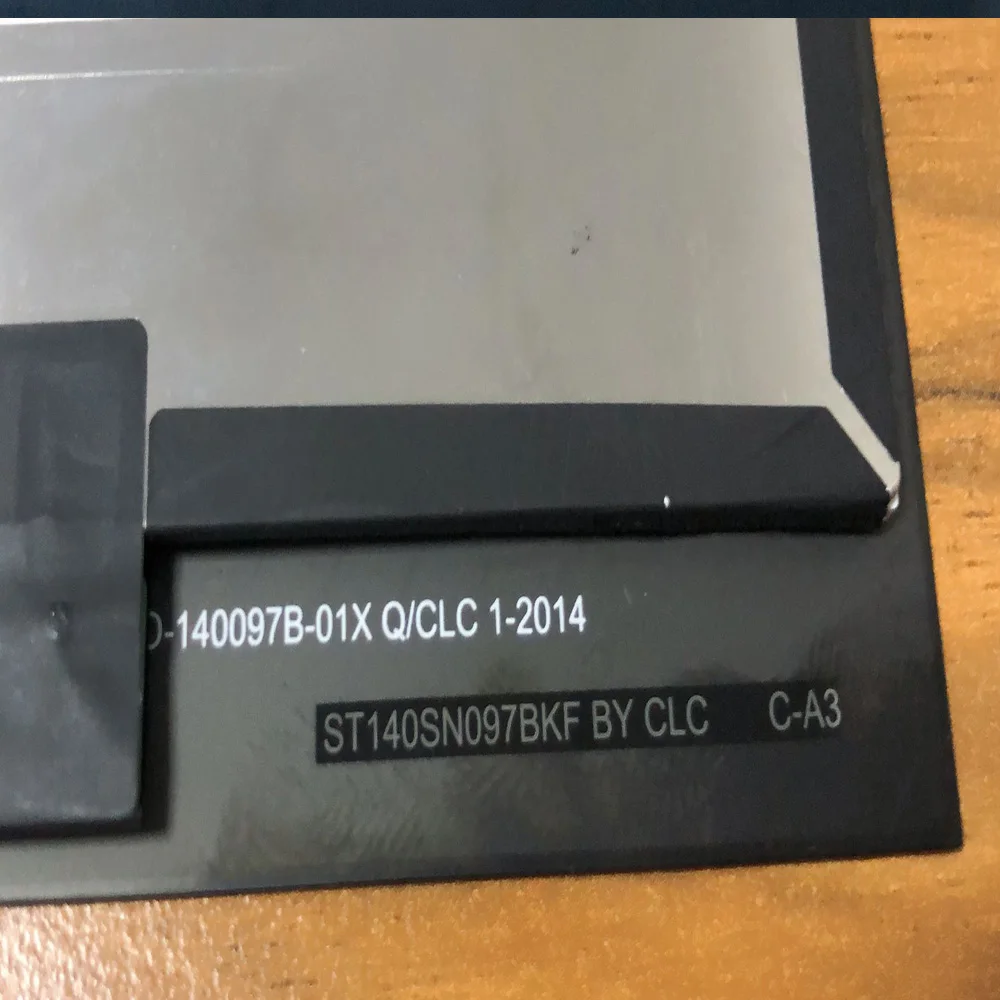 -140097B-01X Q/CLC 1-2014
ST140SN097BKF BY CLC C-A3